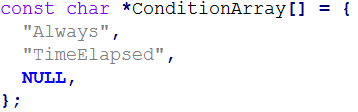 const char *ConditionArray[] = {
"Always",
"TimeElapsed",
NULL,
};